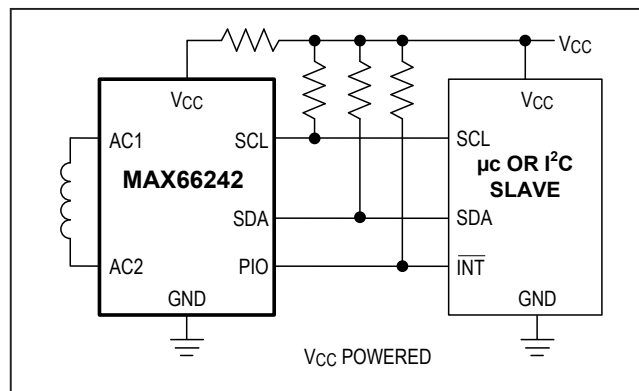 VCC
VCC
VCC
AC1
SCL
SCL
MAX66242
µc OR I²C
SLAVE
SDA
SDA
AC2
PIO
INT
GND
GND
VCC POWERED